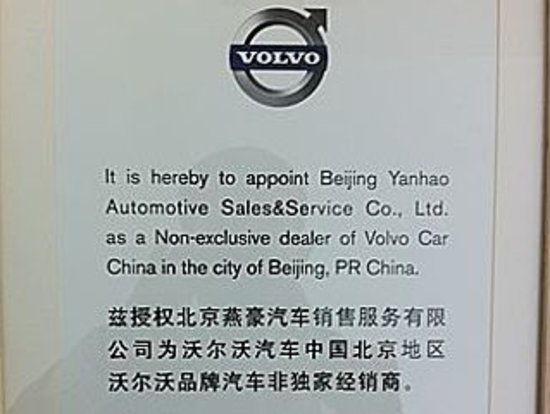 VOLVO
It is hereby to appoint Beijing Yanhao
Automotive Sales&Service Co., Ltd.
as a Non-exclusive dealer of Volvo Car
China in the city of Beijing, PR China.
兹授权北京燕豪汽车销售服务有限
公司为沃尔沃汽车中国北京地区
沃尔沃品牌汽车非独家经销商。